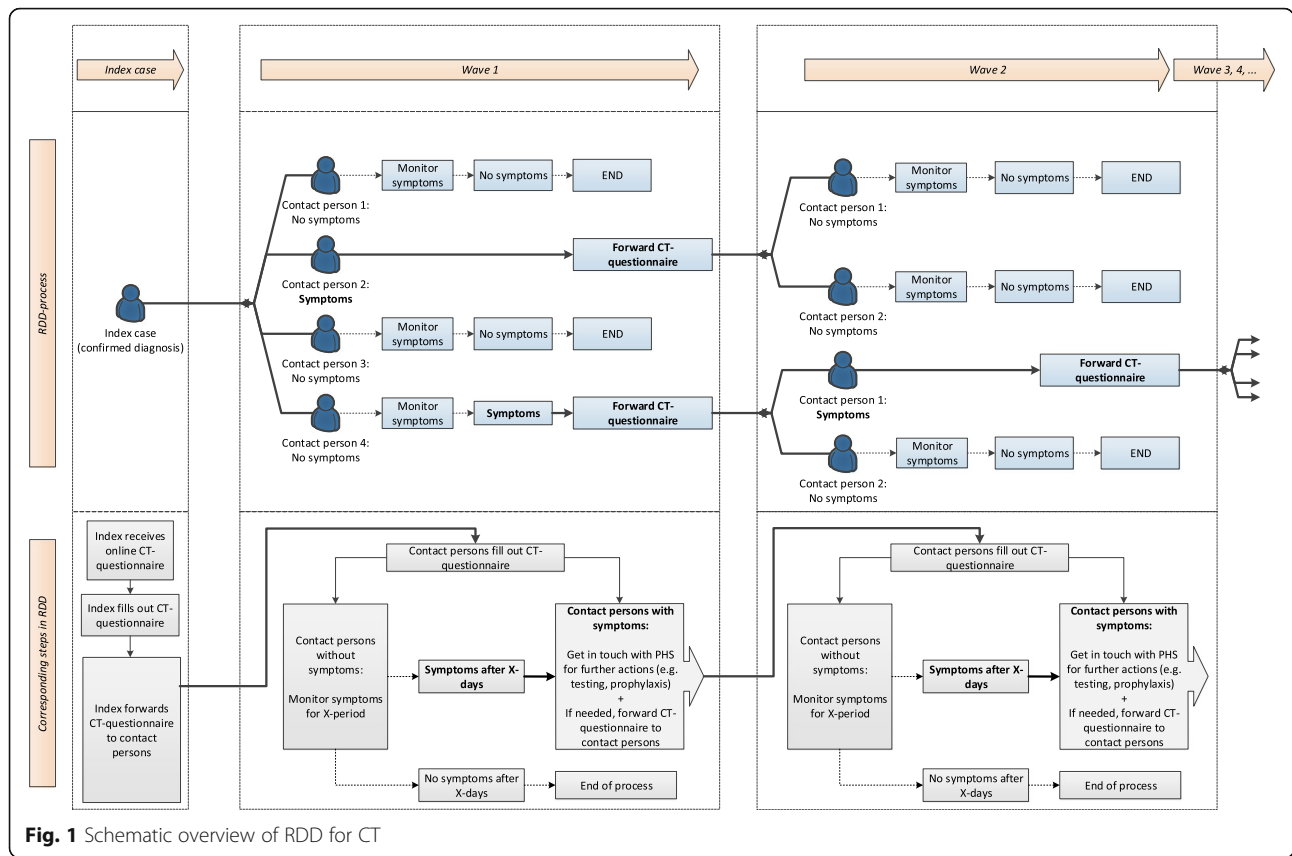 Index case
Wave 1
Wave 2
Wave 3, 4, ...
RDD-process
Index case
(confirmed diagnosis)
Contact person 1:
No symptoms
Monitor
symptoms
No symptoms
END
Contact person 2:
Symptoms
Forward CT-
questionnaire
Contact person 3:
No symptoms
Monitor
symptoms
No symptoms
END
Contact person 4:
No symptoms
Monitor
symptoms
Symptoms
Forward CT-
questionnaire
Contact person 1:
No symptoms
Monitor
symptoms
No symptoms
END
Contact person 2:
No symptoms
Monitor
symptoms
No symptoms
END
Contact person 1:
Symptoms
Forward CT-
questionnaire
Contact person 2:
No symptoms
Monitor
symptoms
No symptoms
END
Corresponding steps in RDD
Index receives
online CT-
questionnaire
Index fills out CT-
questionnaire
Index forwards
CT-questionnaire
to contact
persons
Contact persons fill out CT-
questionnaire
Contact persons
without
symptoms:
Monitor symptoms
for X-period
Symptoms after X-
days
Contact persons with
symptoms:
Get in touch with PHS
for further actions (e.g.
testing, prophylaxis)
+
If needed, forward CT-
questionnaire to
contact persons
No symptoms after
X-days
End of process
Contact persons fill out CT-
questionnaire
Contact persons
without
symptoms:
Monitor symptoms
for X-period
Symptoms after X-
days
Contact persons with
symptoms:
Get in touch with PHS
for further actions (e.g.
testing, prophylaxis)
+
If needed, forward CT-
questionnaire to
contact persons
No symptoms after
X-days
End of process
Fig. 1 Schematic overview of RDD for CT